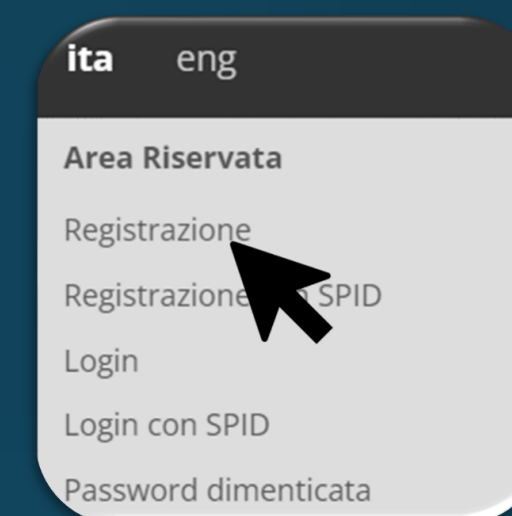 ita eng
Area Riservata
Registrazione
Registrazione SPID
Login
Login con SPID
Password dimenticata